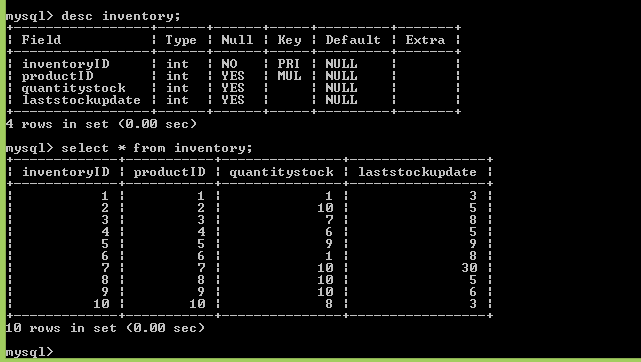 mysql> desc inventory;
| Field | Type | Null | Key | Default | Extra |
| inventoryID | int | NO | PRI | NULL | |
| productID | int | YES | MUL | NULL | |
| quantitystock | int | YES | | NULL | |
| laststockupdate | int | YES | | NULL | |
4 rows in set (0.00 sec)
mysql> select * from inventory;
| inventoryID | productID | quantitystock | laststockupdate |
| 1 | 1 | 1 | 3 |
| 2 | 2 | 10 | 5 |
| 3 | 3 | 7 | 8 |
| 4 | 4 | 6 | 5 |
| 5 | 5 | 9 | 9 |
| 6 | 6 | 1 | 8 |
| 7 | 7 | 10 | 30 |
| 8 | 8 | 10 | 5 |
| 9 | 9 | 10 | 6 |
| 10 | 10 | 8 | 3 |
10 rows in set (0.00 sec)
mysql>